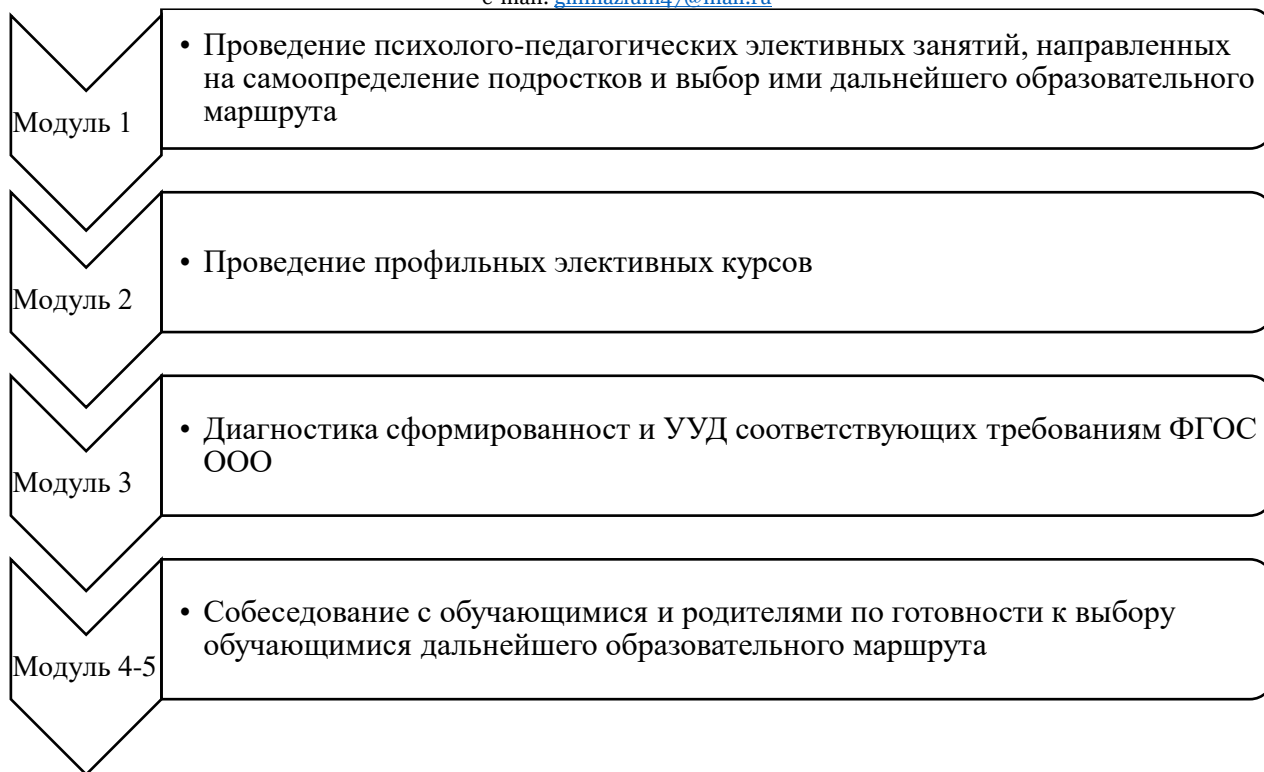 • Проведение психолого-педагогических элективных занятий, направленных
на самоопределение подростков и выбор ими дальнейшего образовательного
маршрута
Модуль 1
• Проведение профильных элективных курсов
Модуль 2
• Диагностика сформированност и УУД соответствующих требованиям ФГОС
ООО
Модуль 3
• Собеседование с обучающимися и родителями по готовности к выбору
обучающимися дальнейшего образовательного маршрута
Модуль 4-5